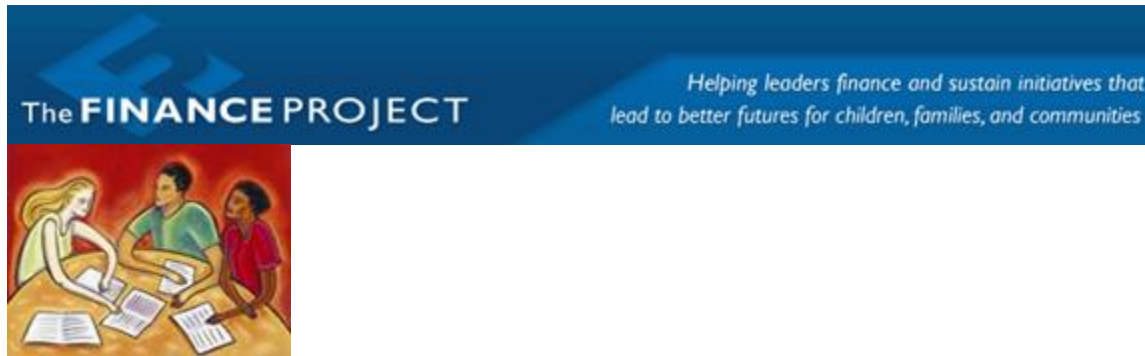 The FINANCE PROJECT
Helping leaders finance and sustain initiatives that
lead to better futures for children, families, and communities